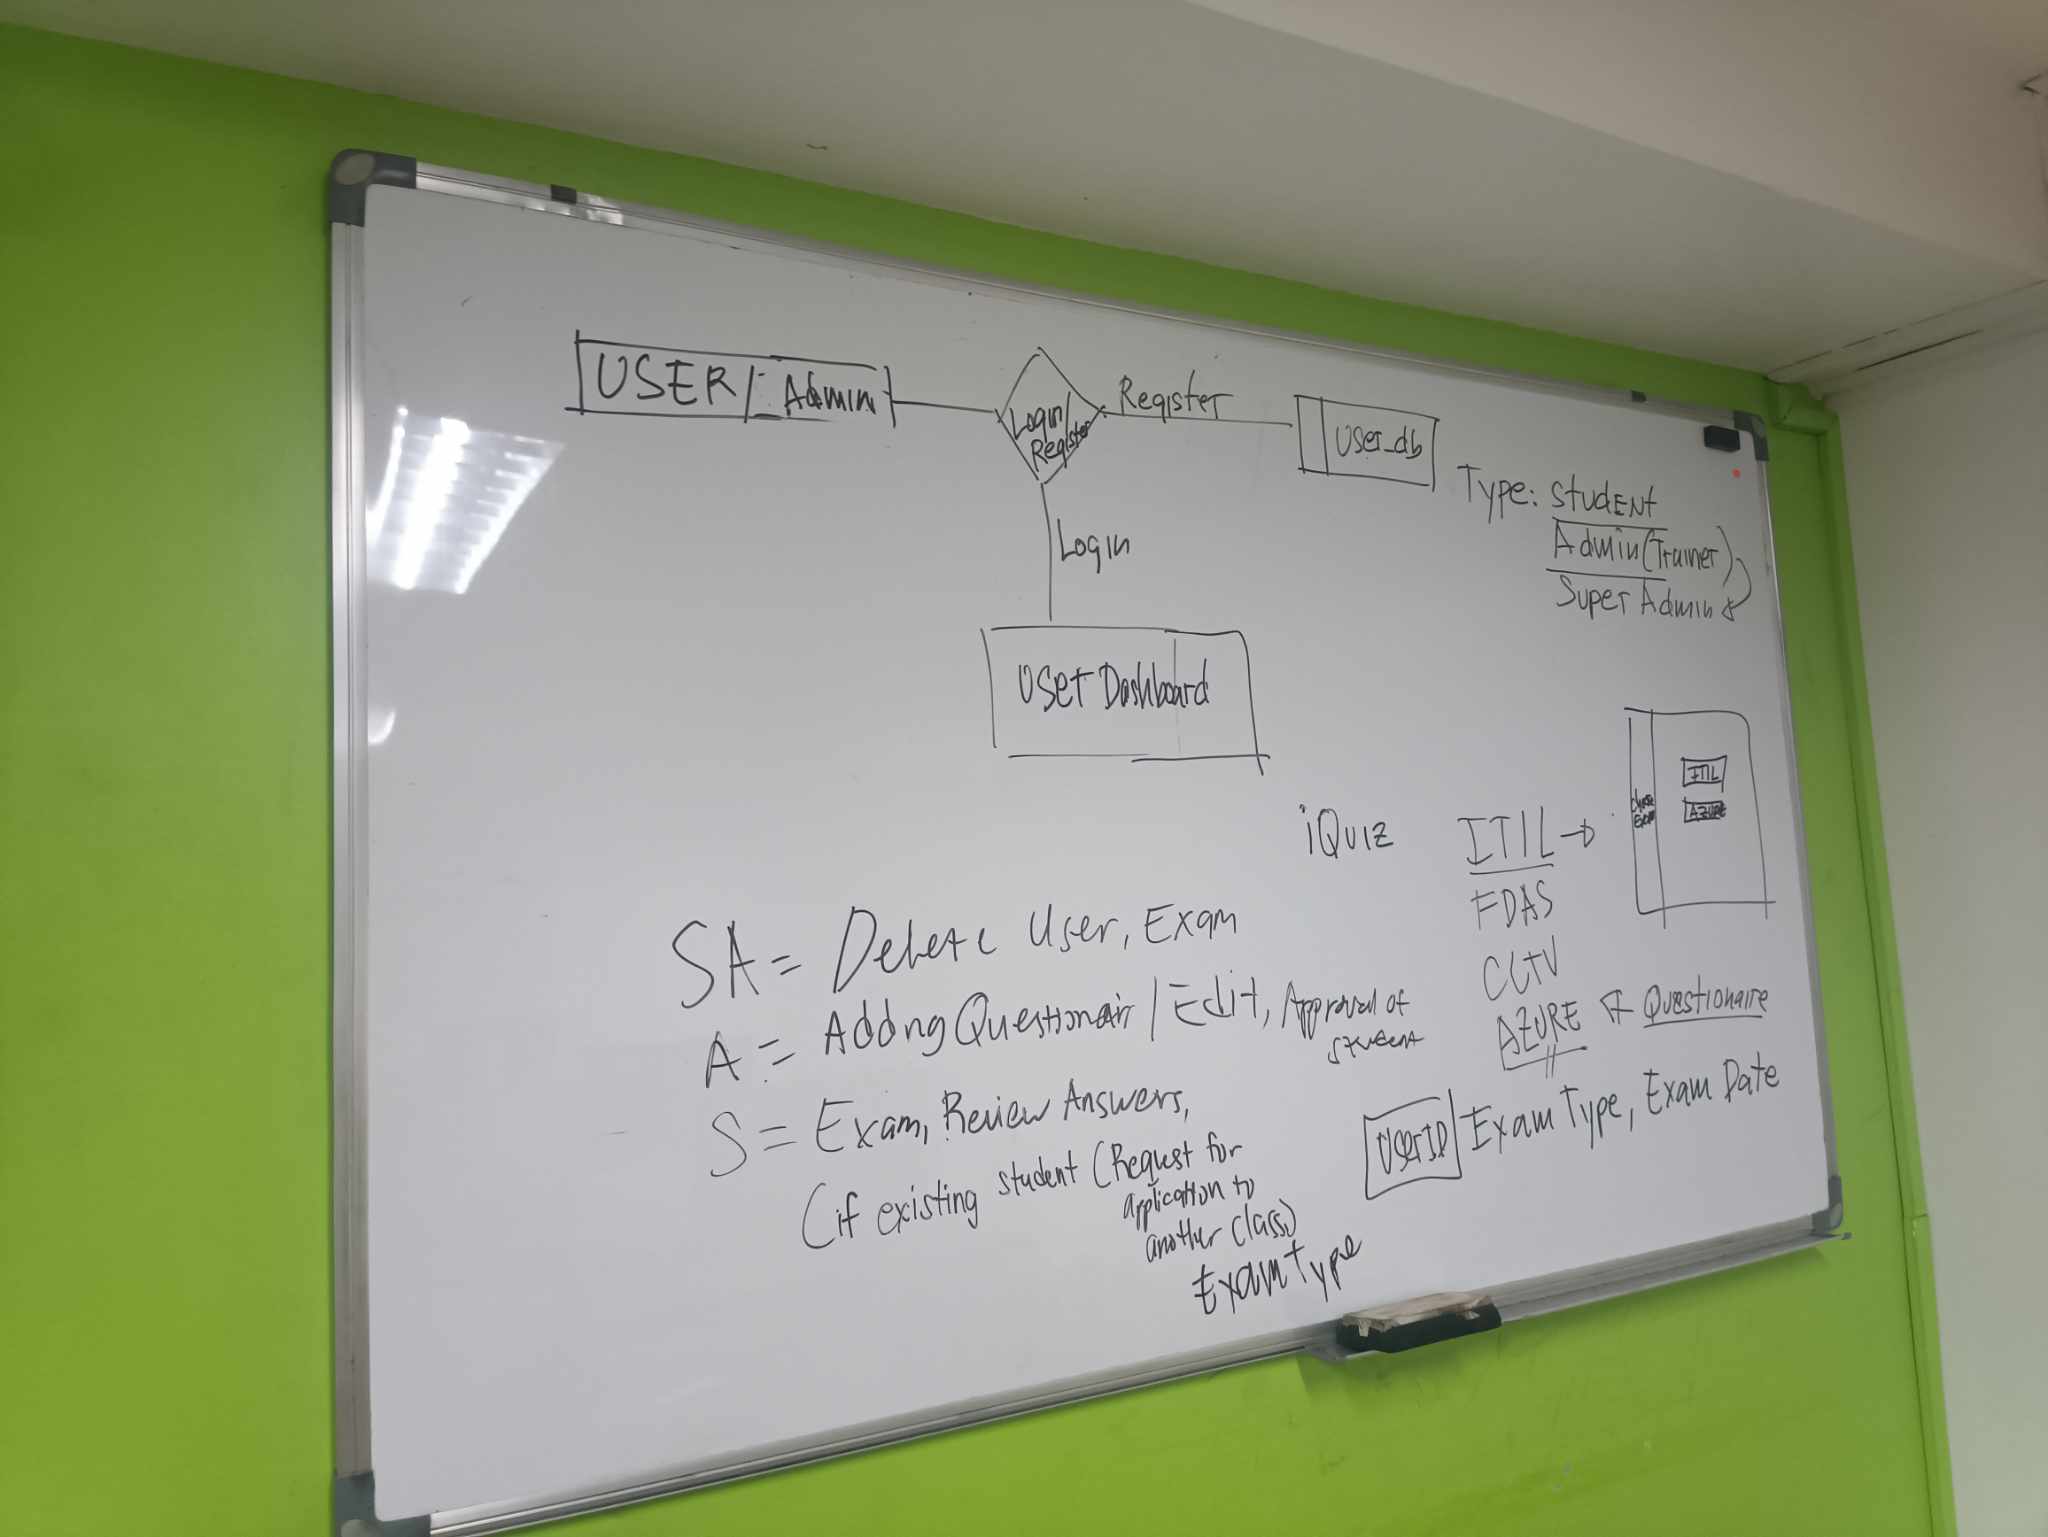 USER/ Admin
Login/
Register
Register
User_db
Type: StudENt
Admin(Trainer)
Super Admin
Login
User Dashboard
iQuiz
ITIL
FDAS
CCTV
AZURE
Questionaire
ITIL
AZURE
SA = Delete User, Exam
A = Addng Questionair / Edit, Approval of
student
S = Exam, Review Answers,
(if existing student (Request for
application to
another class)
Exam Type
UserID Exam Type, Exam Date